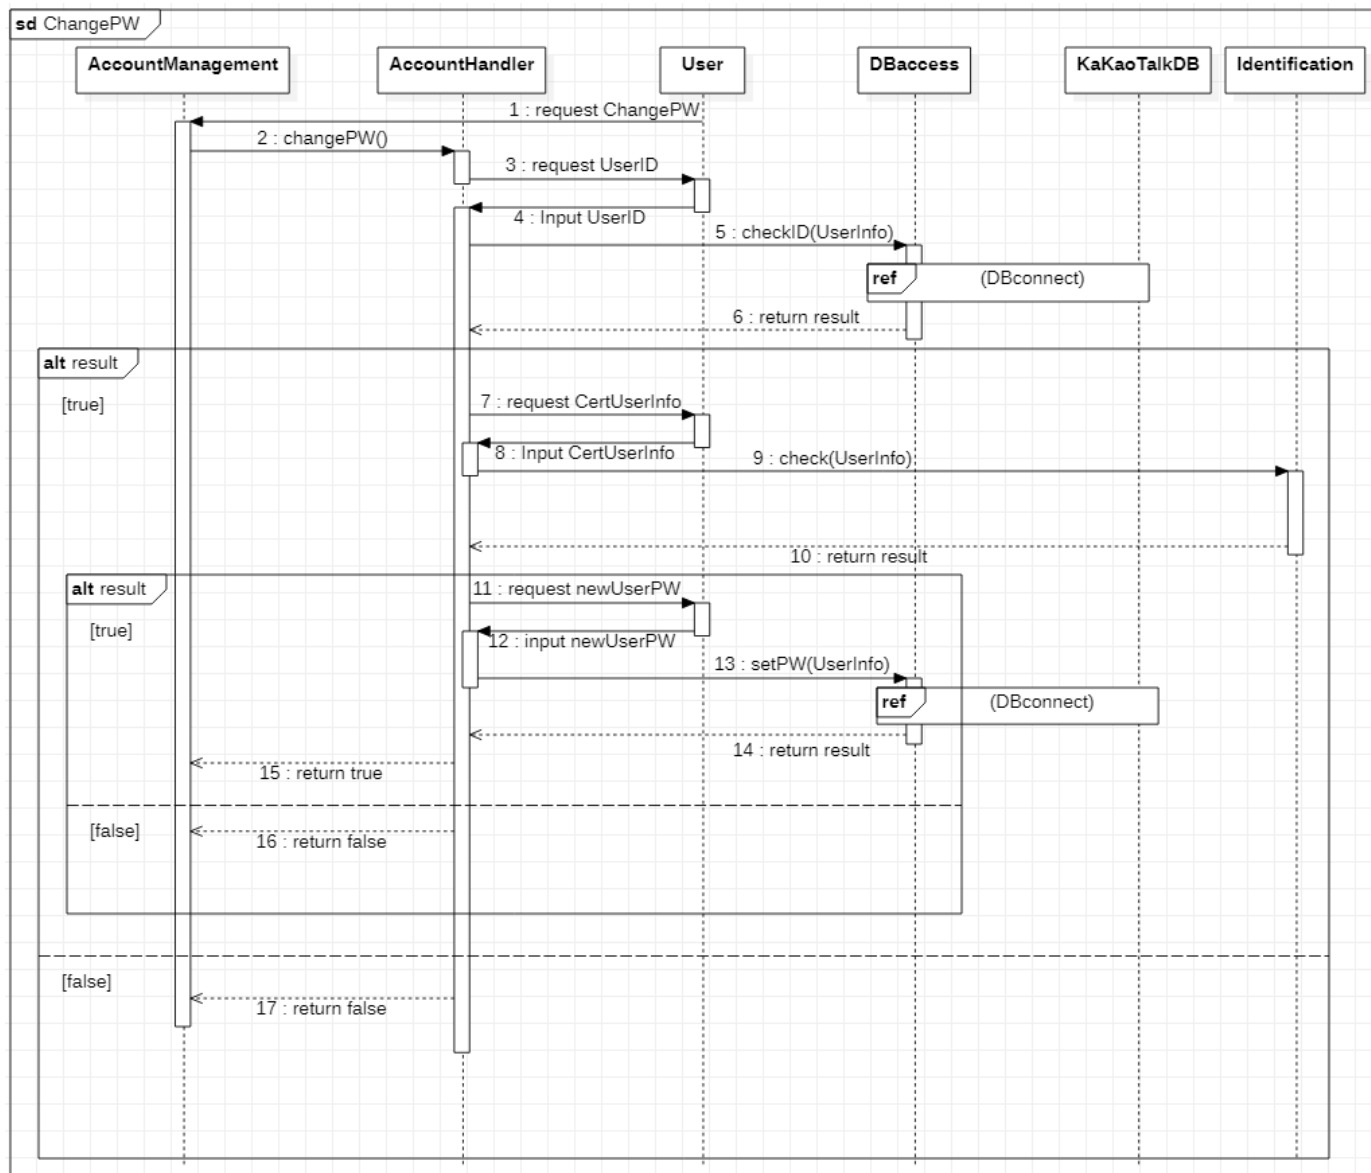 sd ChangePW
AccountManagement
AccountHandler
User
DBaccess
KaKaoTalkDB
Identification
1 : request ChangePW
2 : changePW()
3 : request UserID
4 : Input UserID
5 : checkID(UserInfo)
ref
(DBconnect)
6 : return result
alt result
[true]
7 : request CertUserInfo
8 : Input CertUserInfo
9 : check(UserInfo)
10 : return result
alt result
[true]
11 : request newUserPW
12 : input newUserPW
13 : setPW(UserInfo)
ref
(DBconnect)
14 : return result
15 : return true
[false]
16 : return false
[false]
17 : return false